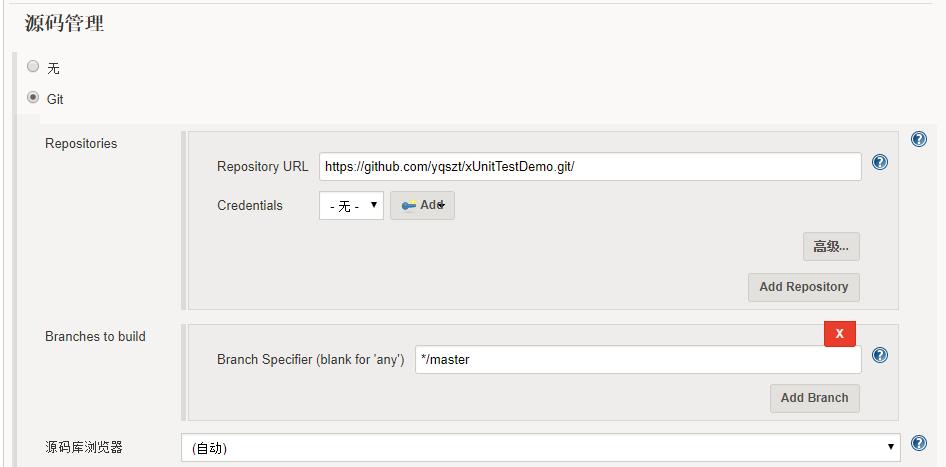 源码管理
无
Git
Repositories
Repository URL https://github.com/yqszt/xUnitTestDemo.git/
Credentials - 无 - Add
高级...
Add Repository
Branches to build
X
Branch Specifier (blank for 'any') */master
Add Branch
源码库浏览器 (自动)